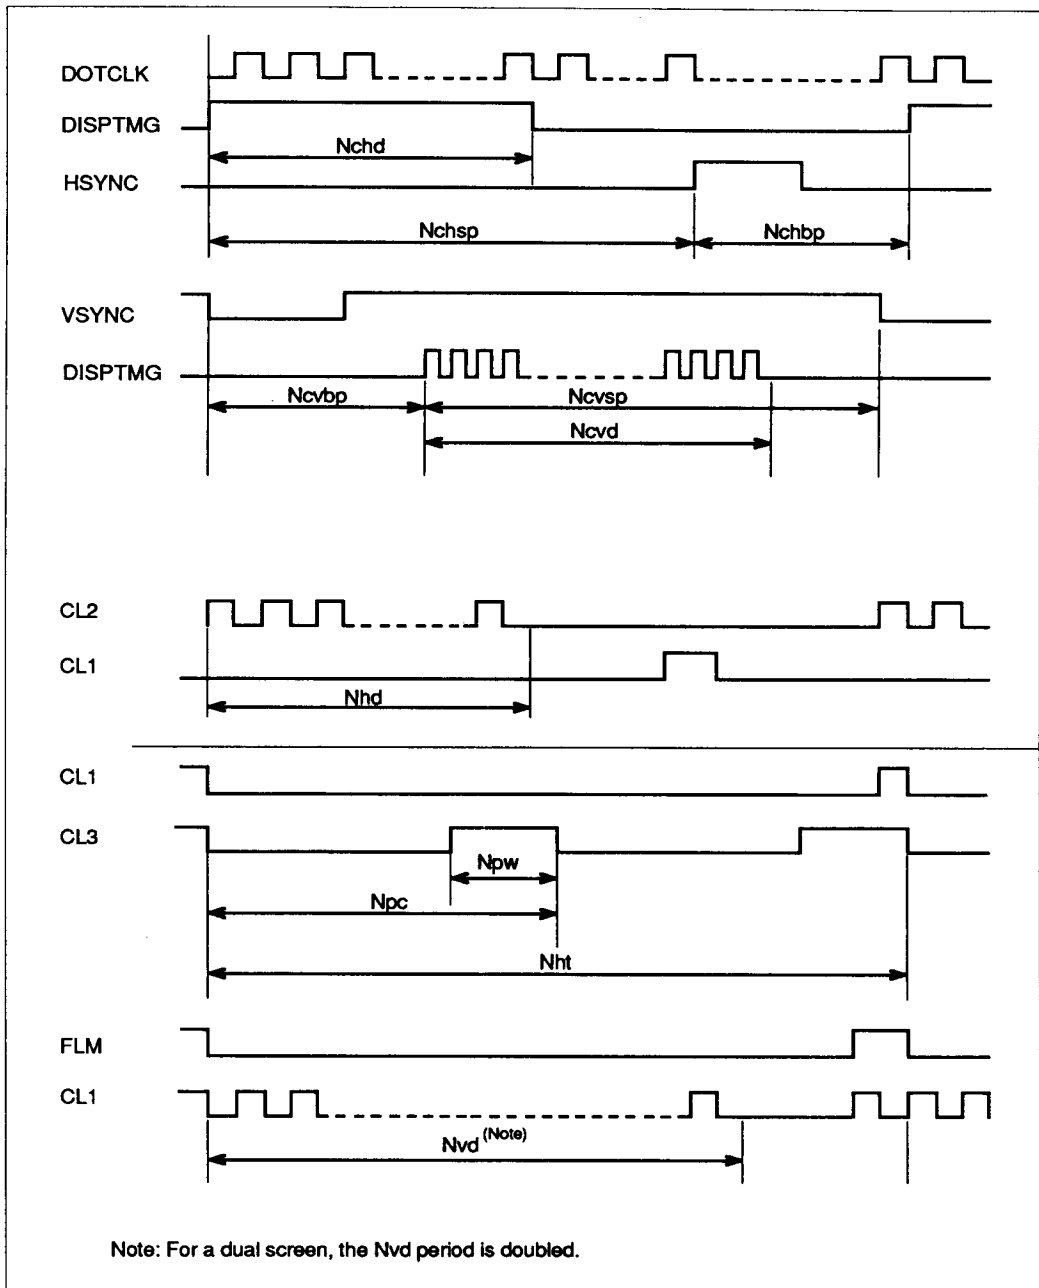 DOTCLK
DISPTMG
Nchd
HSYNC
Nchsp
Nchbp
VSYNC
DISPTMG
Ncvbp
Ncvsp
Ncvd
CL2
CL1
Nhd
CL1
CL3
Npw
Npc
Nht
FLM
CL1
Nvd (Note)
Note: For a dual screen, the Nvd period is doubled.